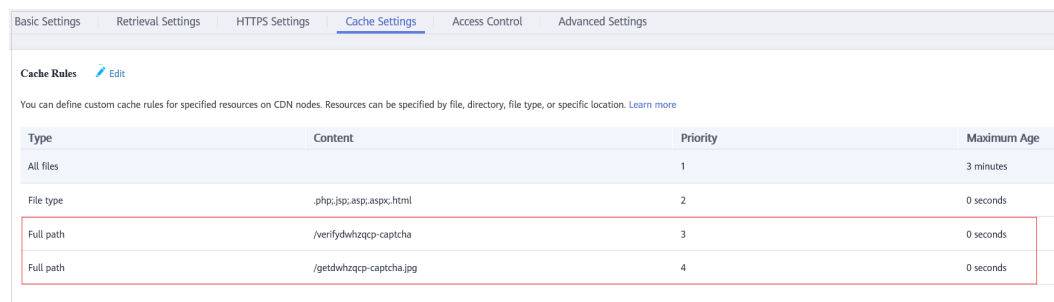 Basic Settings Retrieval Settings HTTPS Settings Cache Settings Access Control Advanced Settings
Cache Rules Edit
You can define custom cache rules for specified resources on CDN nodes. Resources can be specified by file, directory, file type, or specific location. Learn more
Type Content Priority Maximum Age
All files 1 3 minutes
File type .php;.jsp;.asp;.aspx;.html 2 0 seconds
Full path /verifydwhzqcp-captcha 3 0 seconds
Full path /getdwhzqcp-captcha.jpg 4 0 seconds